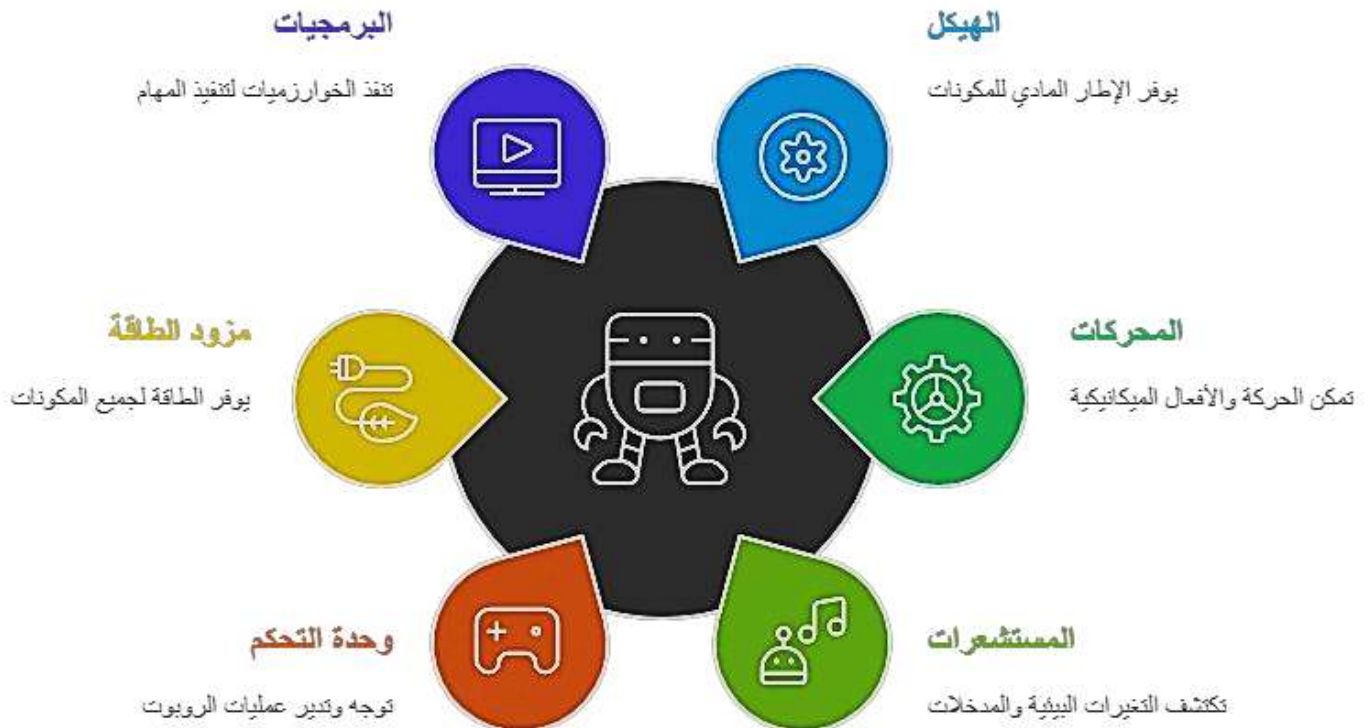 الهيكل
يوفر الإطار المادي للمكونات
المحركات
تمكن الحركة والأفعال الميكانيكية
المستشعرات
تكتشف التغيرات البيئية والمدخلات
البرمجيات
تنفذ الخوارزميات لتنفيذ المهام
مزود الطاقة
يوفر الطاقة لجميع المكونات
وحدة التحكم
توجه وتدير عمليات الروبوت